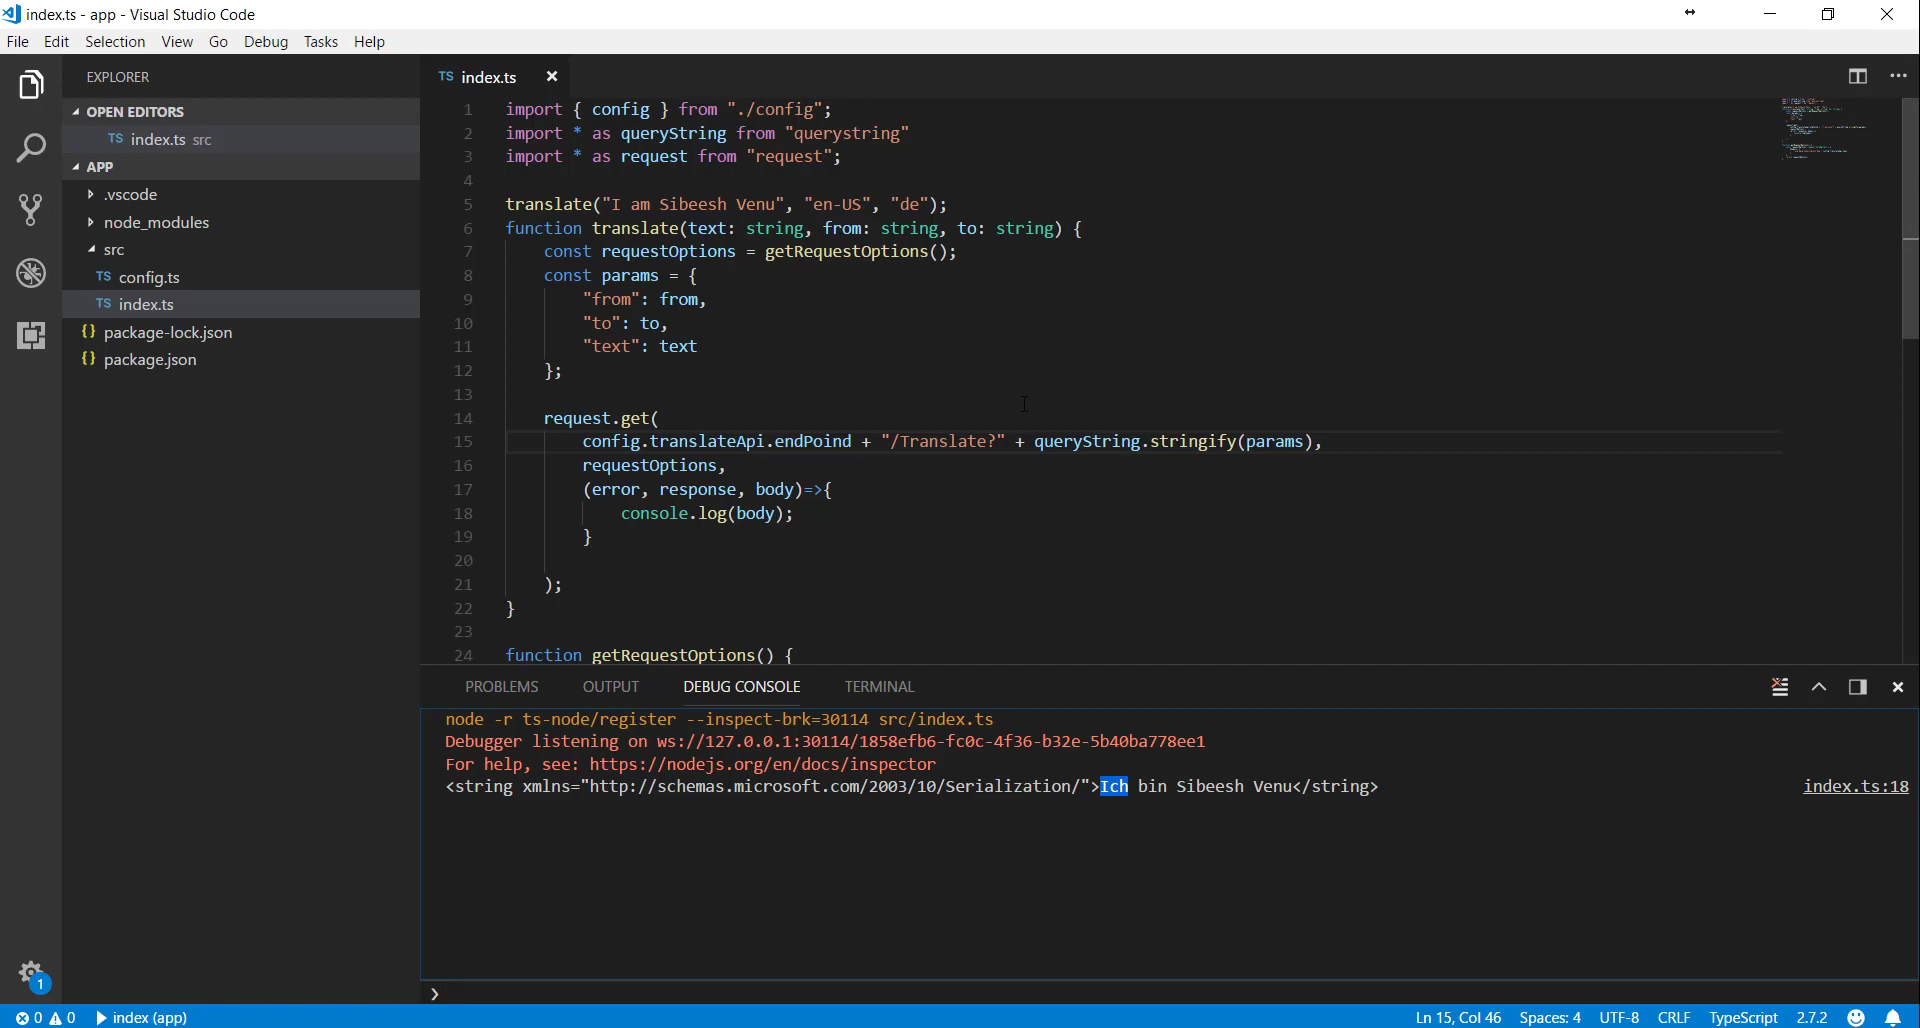 index.ts - app - Visual Studio Code
File Edit Selection View Go Debug Tasks Help
EXPLORER
OPEN EDITORS
TS index.ts src
APP
.vscode
node_modules
src
TS config.ts
TS index.ts
{} package-lock.json
{} package.json
1
TS index.ts
1 import { config } from "./config";
2 import * as queryString from "querystring"
3 import * as request from "request";
4
5 translate("I am Sibeesh Venu", "en-US", "de");
6 function translate(text: string, from: string, to: string) {
7 const requestOptions = getRequestOptions();
8 const params = {
9 "from": from,
10 "to": to,
11 "text": text
12 };
13
14 request.get(
15 config.translateApi.endPoind + "/Translate?" + queryString.stringify(params),
16 requestOptions,
17 (error, response, body)=>{
18 console.log(body);
19 }
20
21 );
22 }
23
24 function getRequestOptions() {
PROBLEMS OUTPUT DEBUG CONSOLE TERMINAL
node -r ts-node/register --inspect-brk=30114 src/index.ts
Debugger listening on ws://127.0.0.1:30114/1858efb6-fc0c-4f36-b32e-5b40ba778ee1
For help, see: https://nodejs.org/en/docs/inspector
<string xmlns="http://schemas.microsoft.com/2003/10/Serialization/">Ich bin Sibeesh Venu</string> index.ts:18
0 0 index (app) Ln 15, Col 46 Spaces: 4 UTF-8 CRLF TypeScript 2.7.2